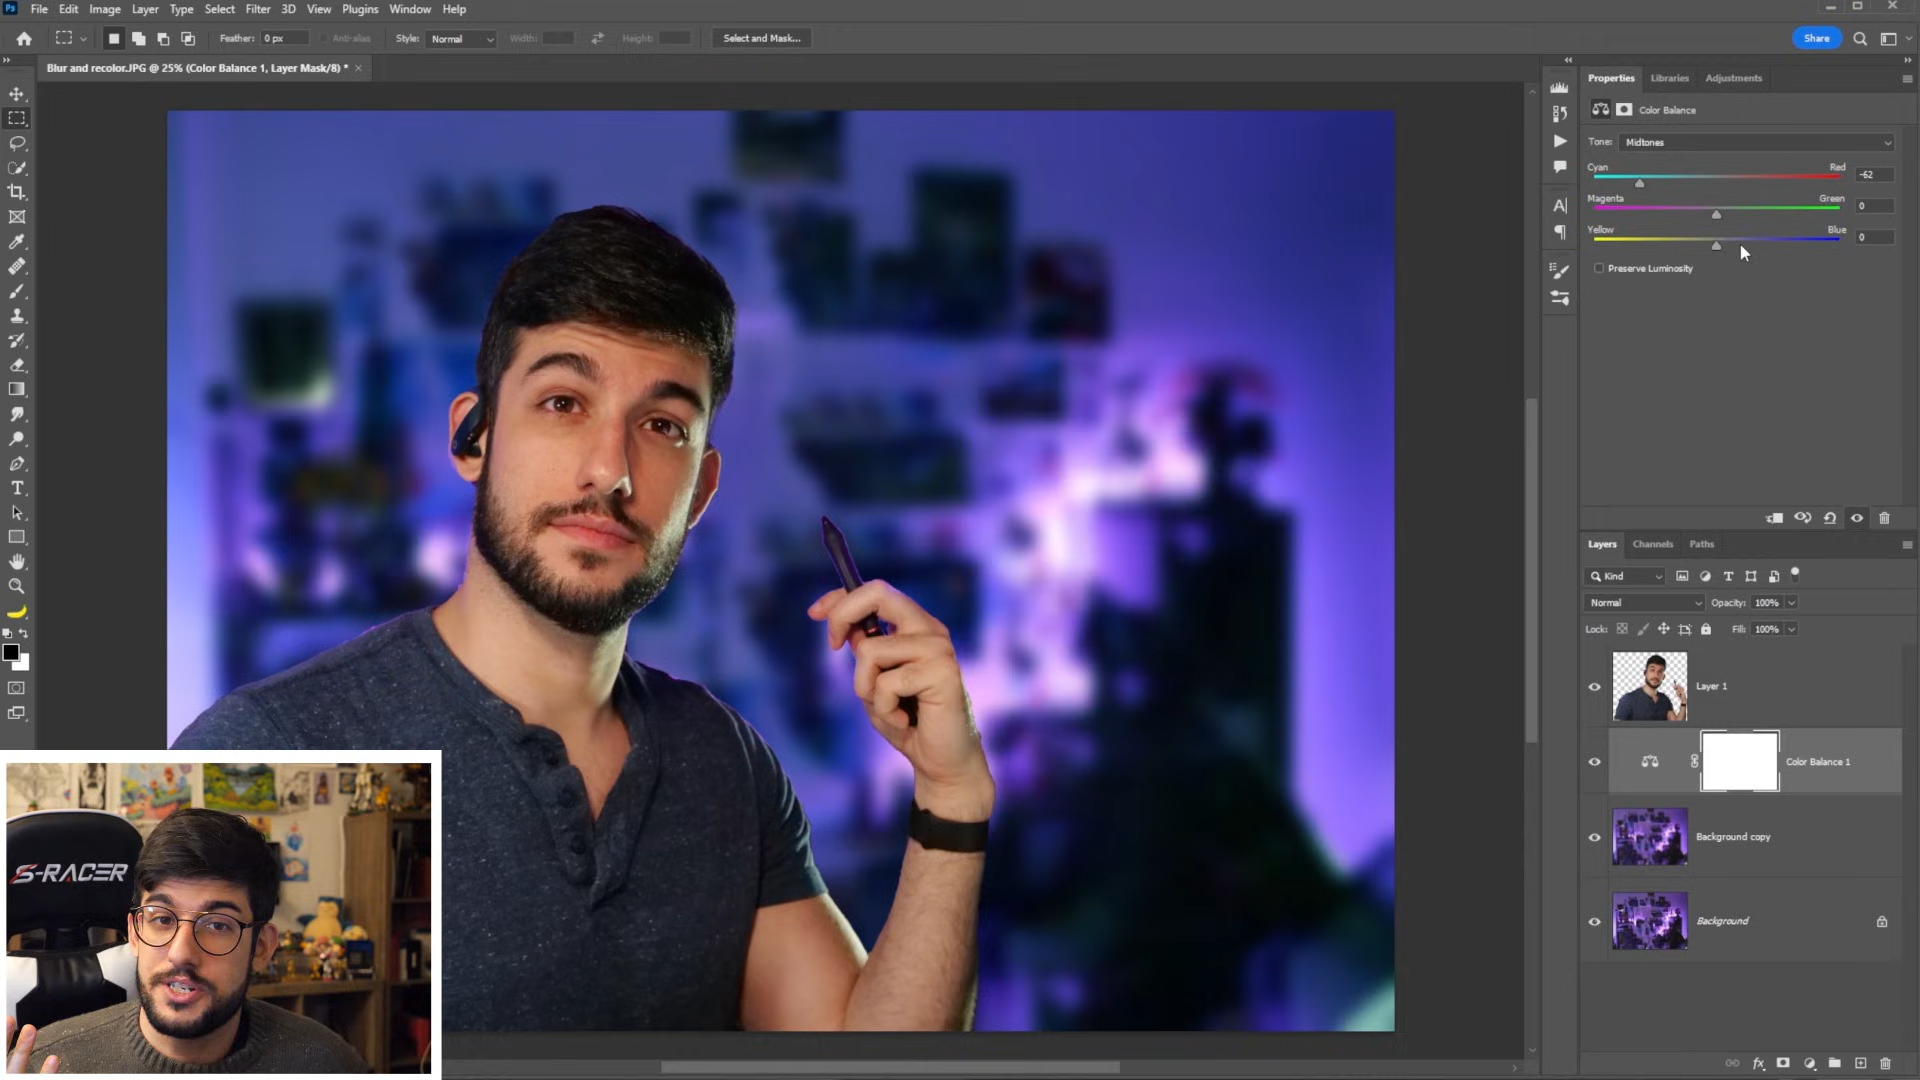 Ps File Edit Image Layer Type Select Filter 3D View Plugins Window Help
Feather: 0 px Anti-alias Style: Normal Width: Height: Select and Mask... Share
Blur and recolor.JPG @ 25% (Color Balance 1, Layer Mask/8) * ×
Properties Libraries Adjustments
Color Balance
Tone: Midtones
Cyan Red -62
Magenta Green 0
Yellow Blue 0
Preserve Luminosity
Layers Channels Paths
Kind
Normal Opacity: 100%
Lock: Fill: 100%
Layer 1
Color Balance 1
Background copy
Background
S-RACER